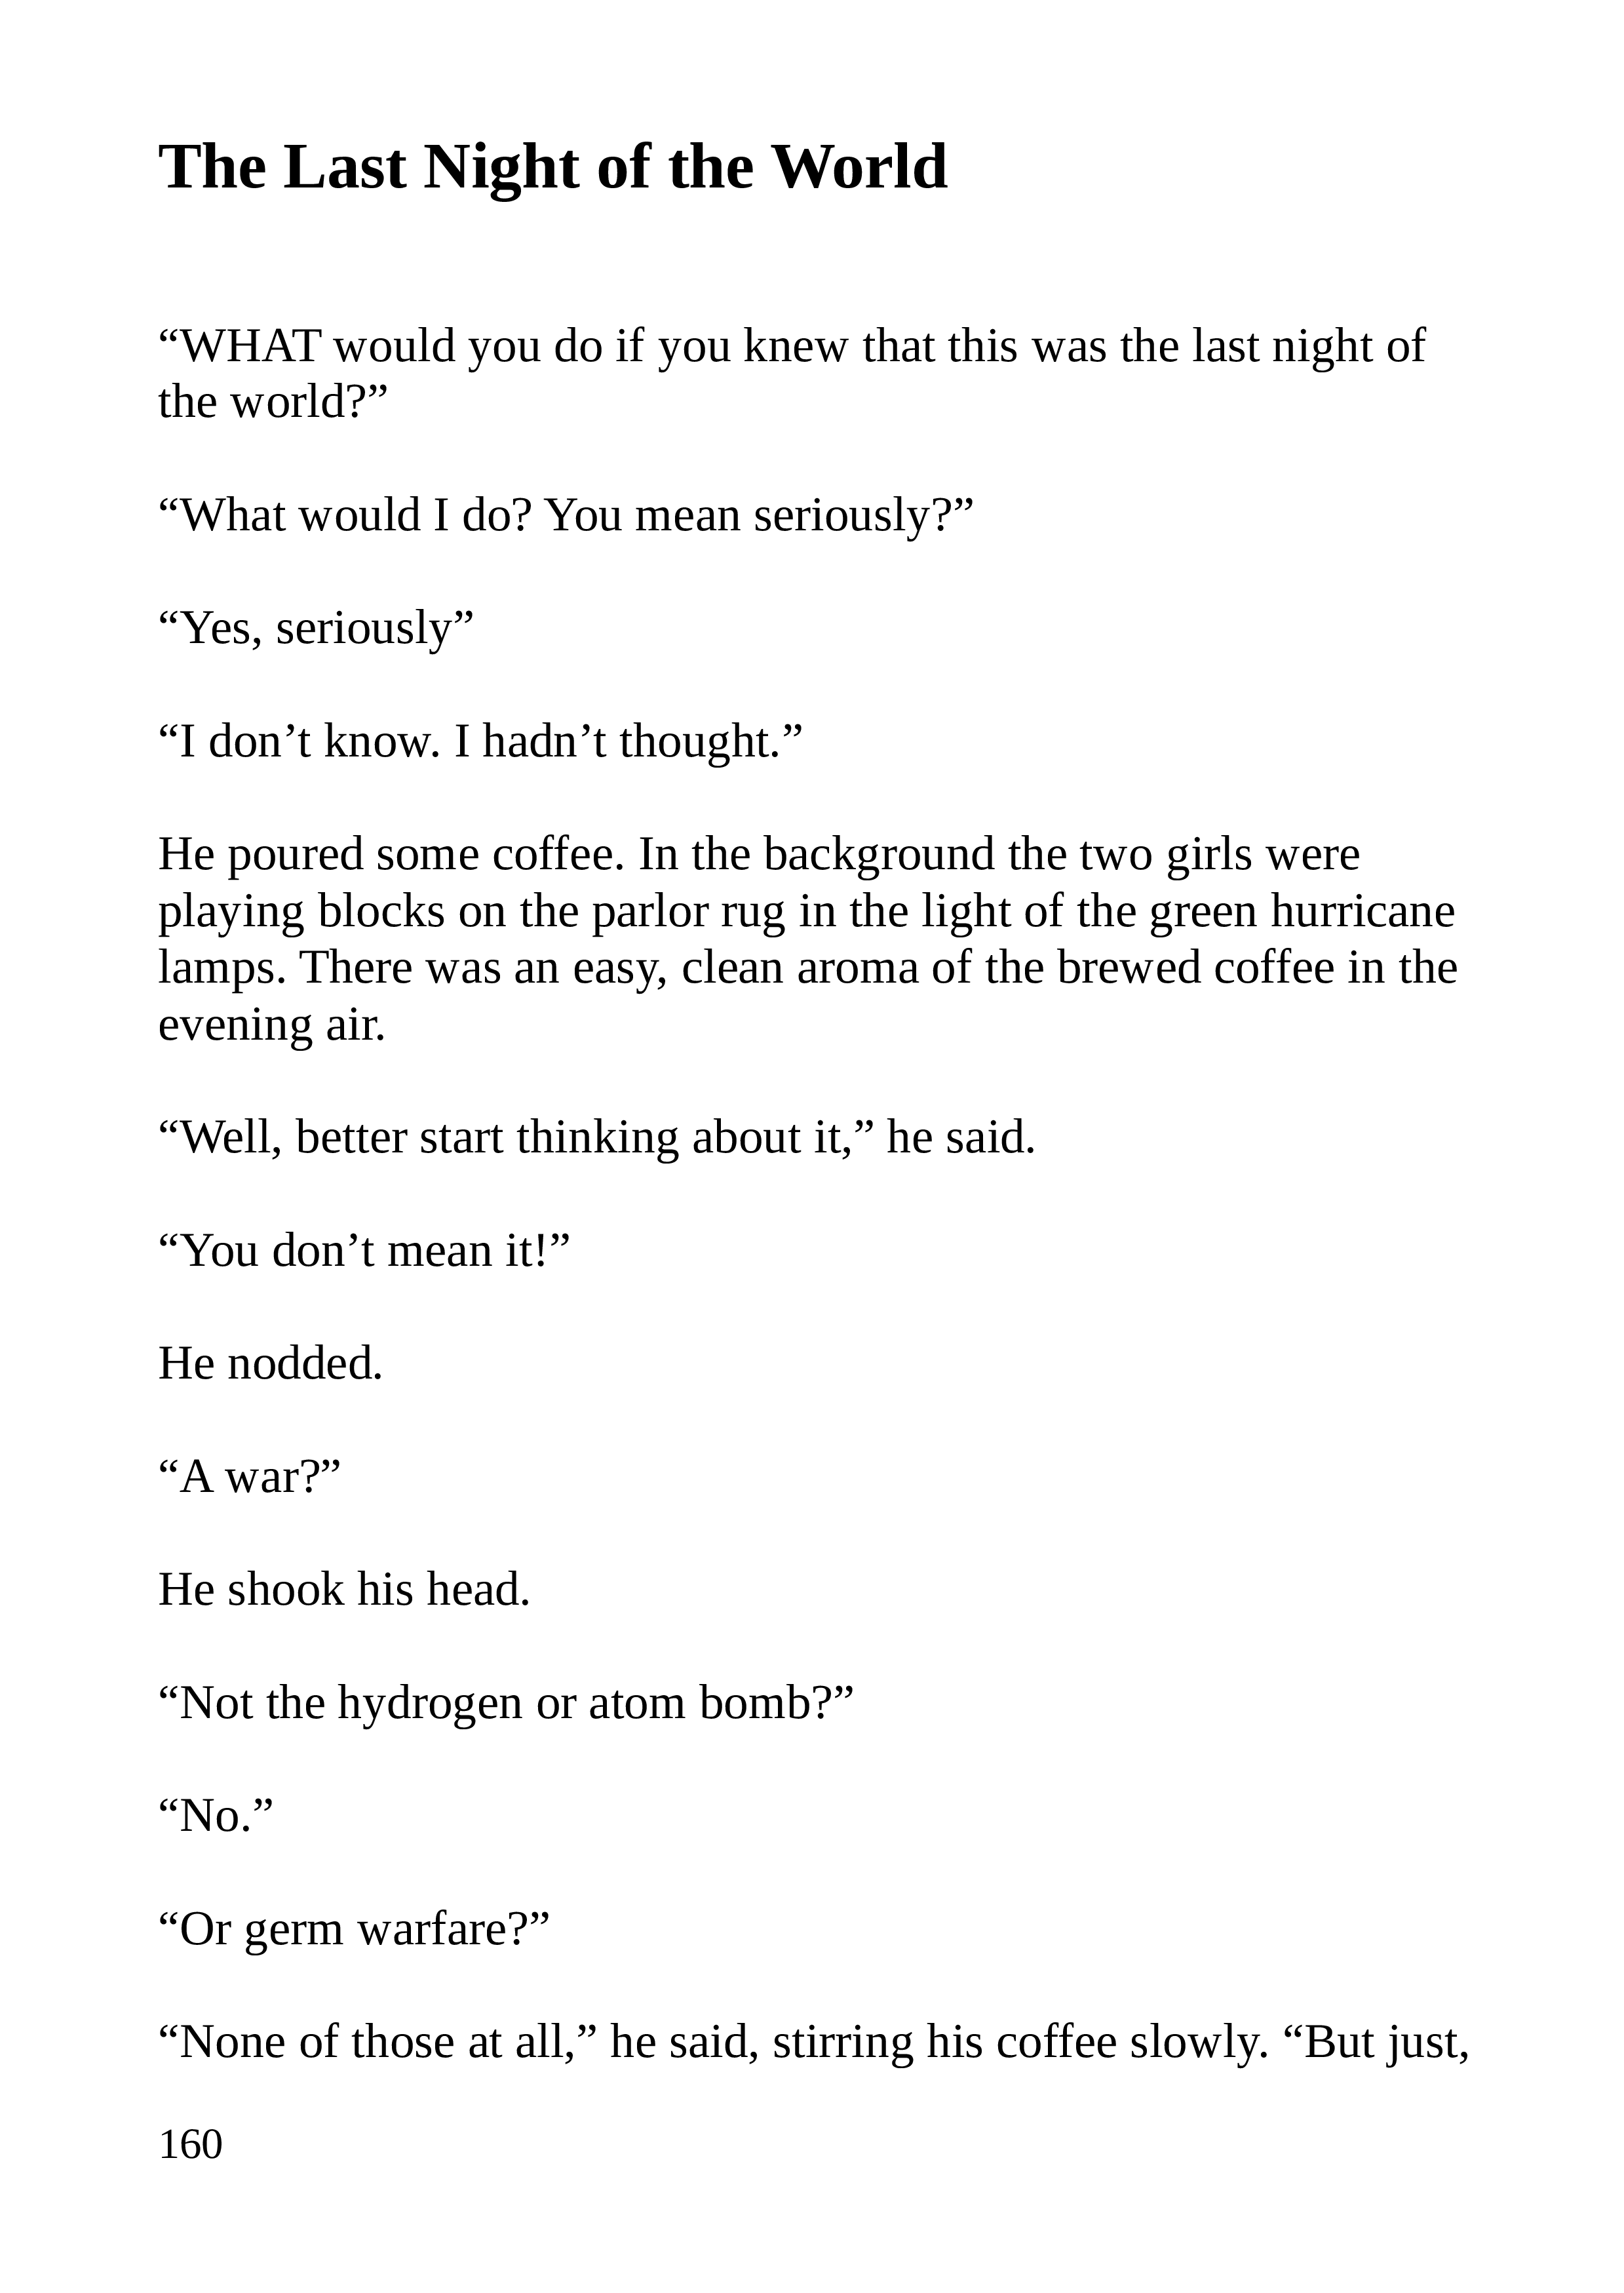 The Last Night of the World
“WHAT would you do if you knew that this was the last night of
the world?”
“What would I do? You mean seriously?”
“Yes, seriously”
“I don’t know. I hadn’t thought.”
He poured some coffee. In the background the two girls were
playing blocks on the parlor rug in the light of the green hurricane
lamps. There was an easy, clean aroma of the brewed coffee in the
evening air.
“Well, better start thinking about it,” he said.
“You don’t mean it!”
He nodded.
“A war?”
He shook his head.
“Not the hydrogen or atom bomb?”
“No.”
“Or germ warfare?”
“None of those at all,” he said, stirring his coffee slowly. “But just,
160